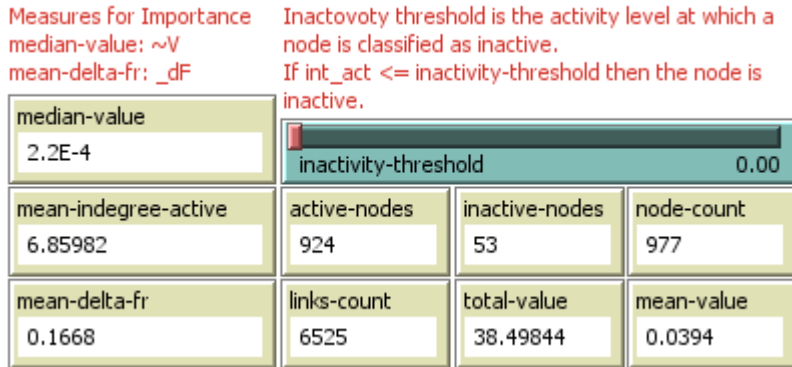 Measures for Importance
median-value: ~V
mean-delta-fr: _dF
Inactovoty threshold is the activity level at which a
node is classified as inactive.
If int_act <= inactivity-threshold then the node is
inactive.
median-value
2.2E-4
inactivity-threshold 0.00
mean-indegree-active active-nodes inactive-nodes node-count
6.85982 924 53 977
mean-delta-fr links-count total-value mean-value
0.1668 6525 38.49844 0.0394